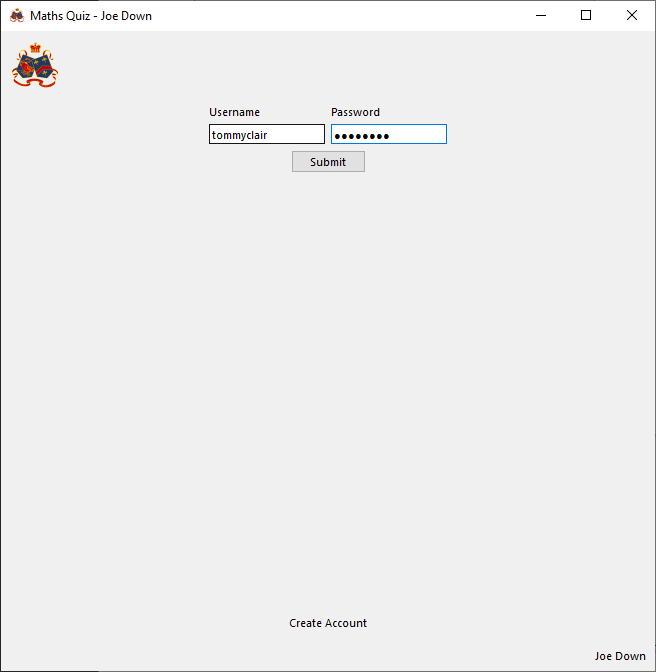 Maths Quiz - Joe Down
Username Password
tommyclair ●●●●●●●●
Submit
Create Account
Joe Down